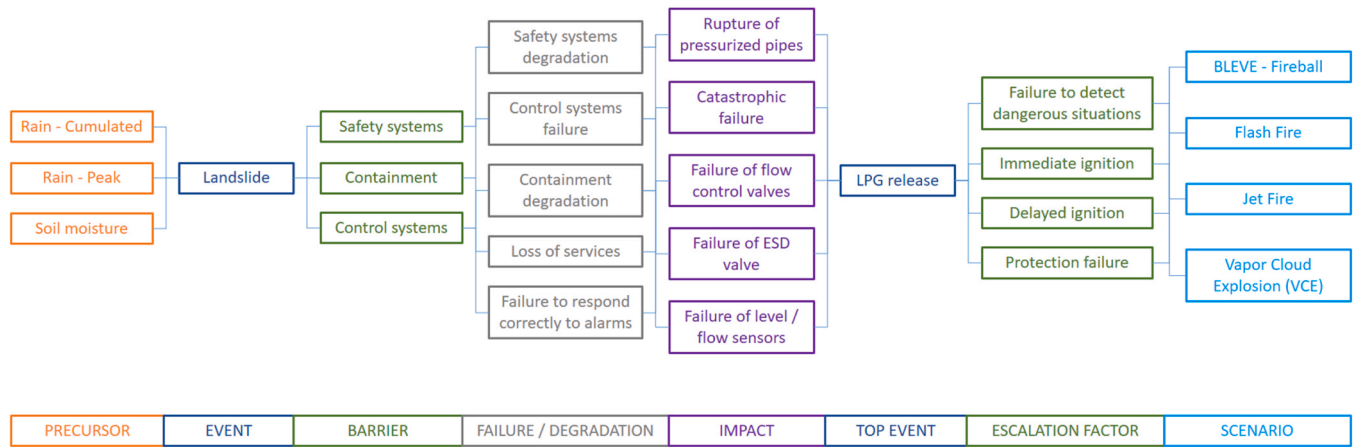 Rain - Cumulated
Rain - Peak
Soil moisture
Landslide
Safety systems
Containment
Control systems
Safety systems
degradation
Control systems
failure
Containment
degradation
Loss of services
Failure to respond
correctly to alarms
Rupture of
pressurized pipes
Catastrophic
failure
Failure of flow
control valves
Failure of ESD
valve
Failure of level /
flow sensors
LPG release
Failure to detect
dangerous situations
Immediate ignition
Delayed ignition
Protection failure
BLEVE - Fireball
Flash Fire
Jet Fire
Vapor Cloud
Explosion (VCE)
PRECURSOR
EVENT
BARRIER
FAILURE / DEGRADATION
IMPACT
TOP EVENT
ESCALATION FACTOR
SCENARIO